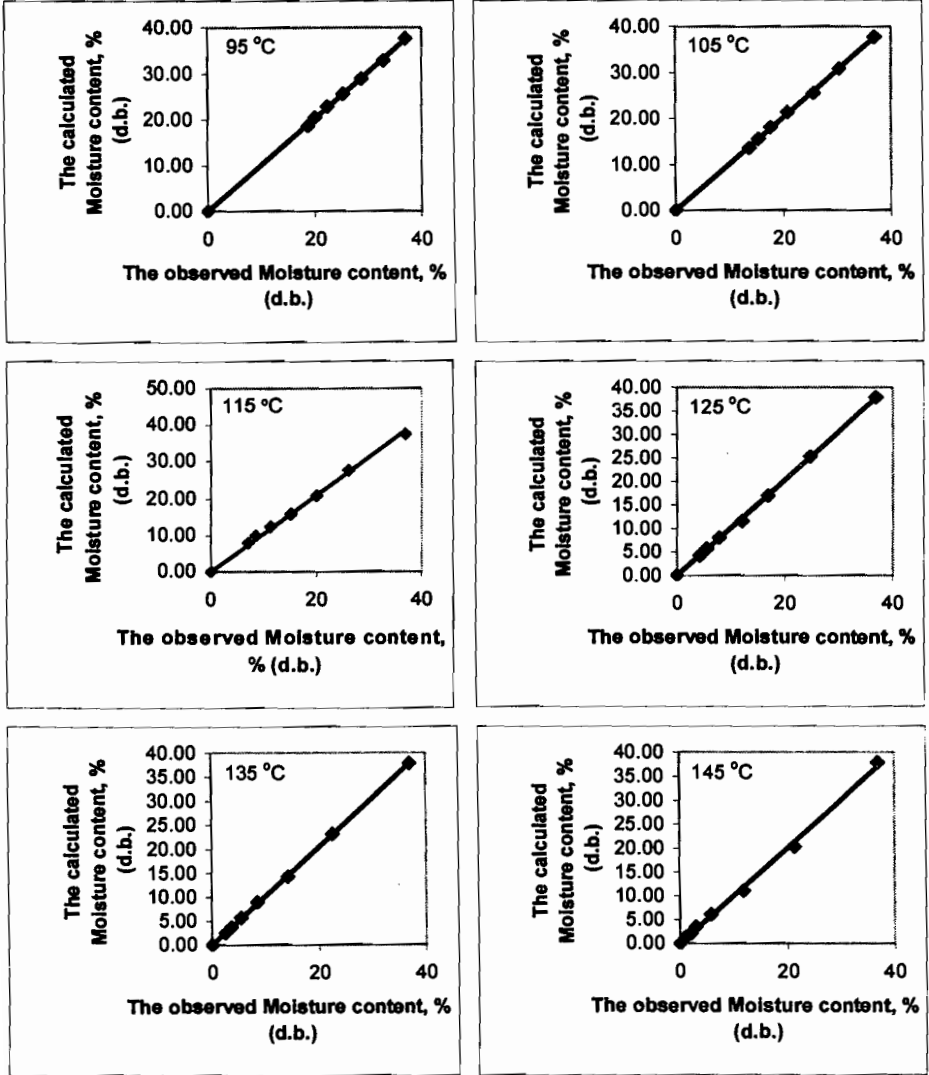 The calculated
Moisture content, %
(d.b.)
40.00
30.00
20.00
10.00
0.00
95 °C
0
20
40
The observed Moisture content, %
(d.b.)
The calculated
Moisture content, %
(d.b.)
40.00
30.00
20.00
10.00
0.00
105 °C
0
20
40
The observed Moisture content, %
(d.b.)
The calculated
Moisture content, %
(d.b.)
50.00
40.00
30.00
20.00
10.00
0.00
115 °C
0
20
40
The observed Moisture content,
% (d.b.)
The calculated
Moisture content, %
(d.b.)
40.00
35.00
30.00
25.00
20.00
15.00
10.00
5.00
0.00
125 °C
0
20
40
The observed Moisture content, %
(d.b.)
The calculated
Moisture content, %
(d.b.)
40.00
35.00
30.00
25.00
20.00
15.00
10.00
5.00
0.00
135 °C
0
20
40
The observed Moisture content, %
(d.b.)
The calculated
Moisture content, %
(d.b.)
40.00
35.00
30.00
25.00
20.00
15.00
10.00
5.00
0.00
145 °C
0
20
40
The observed Moisture content, %
(d.b.)